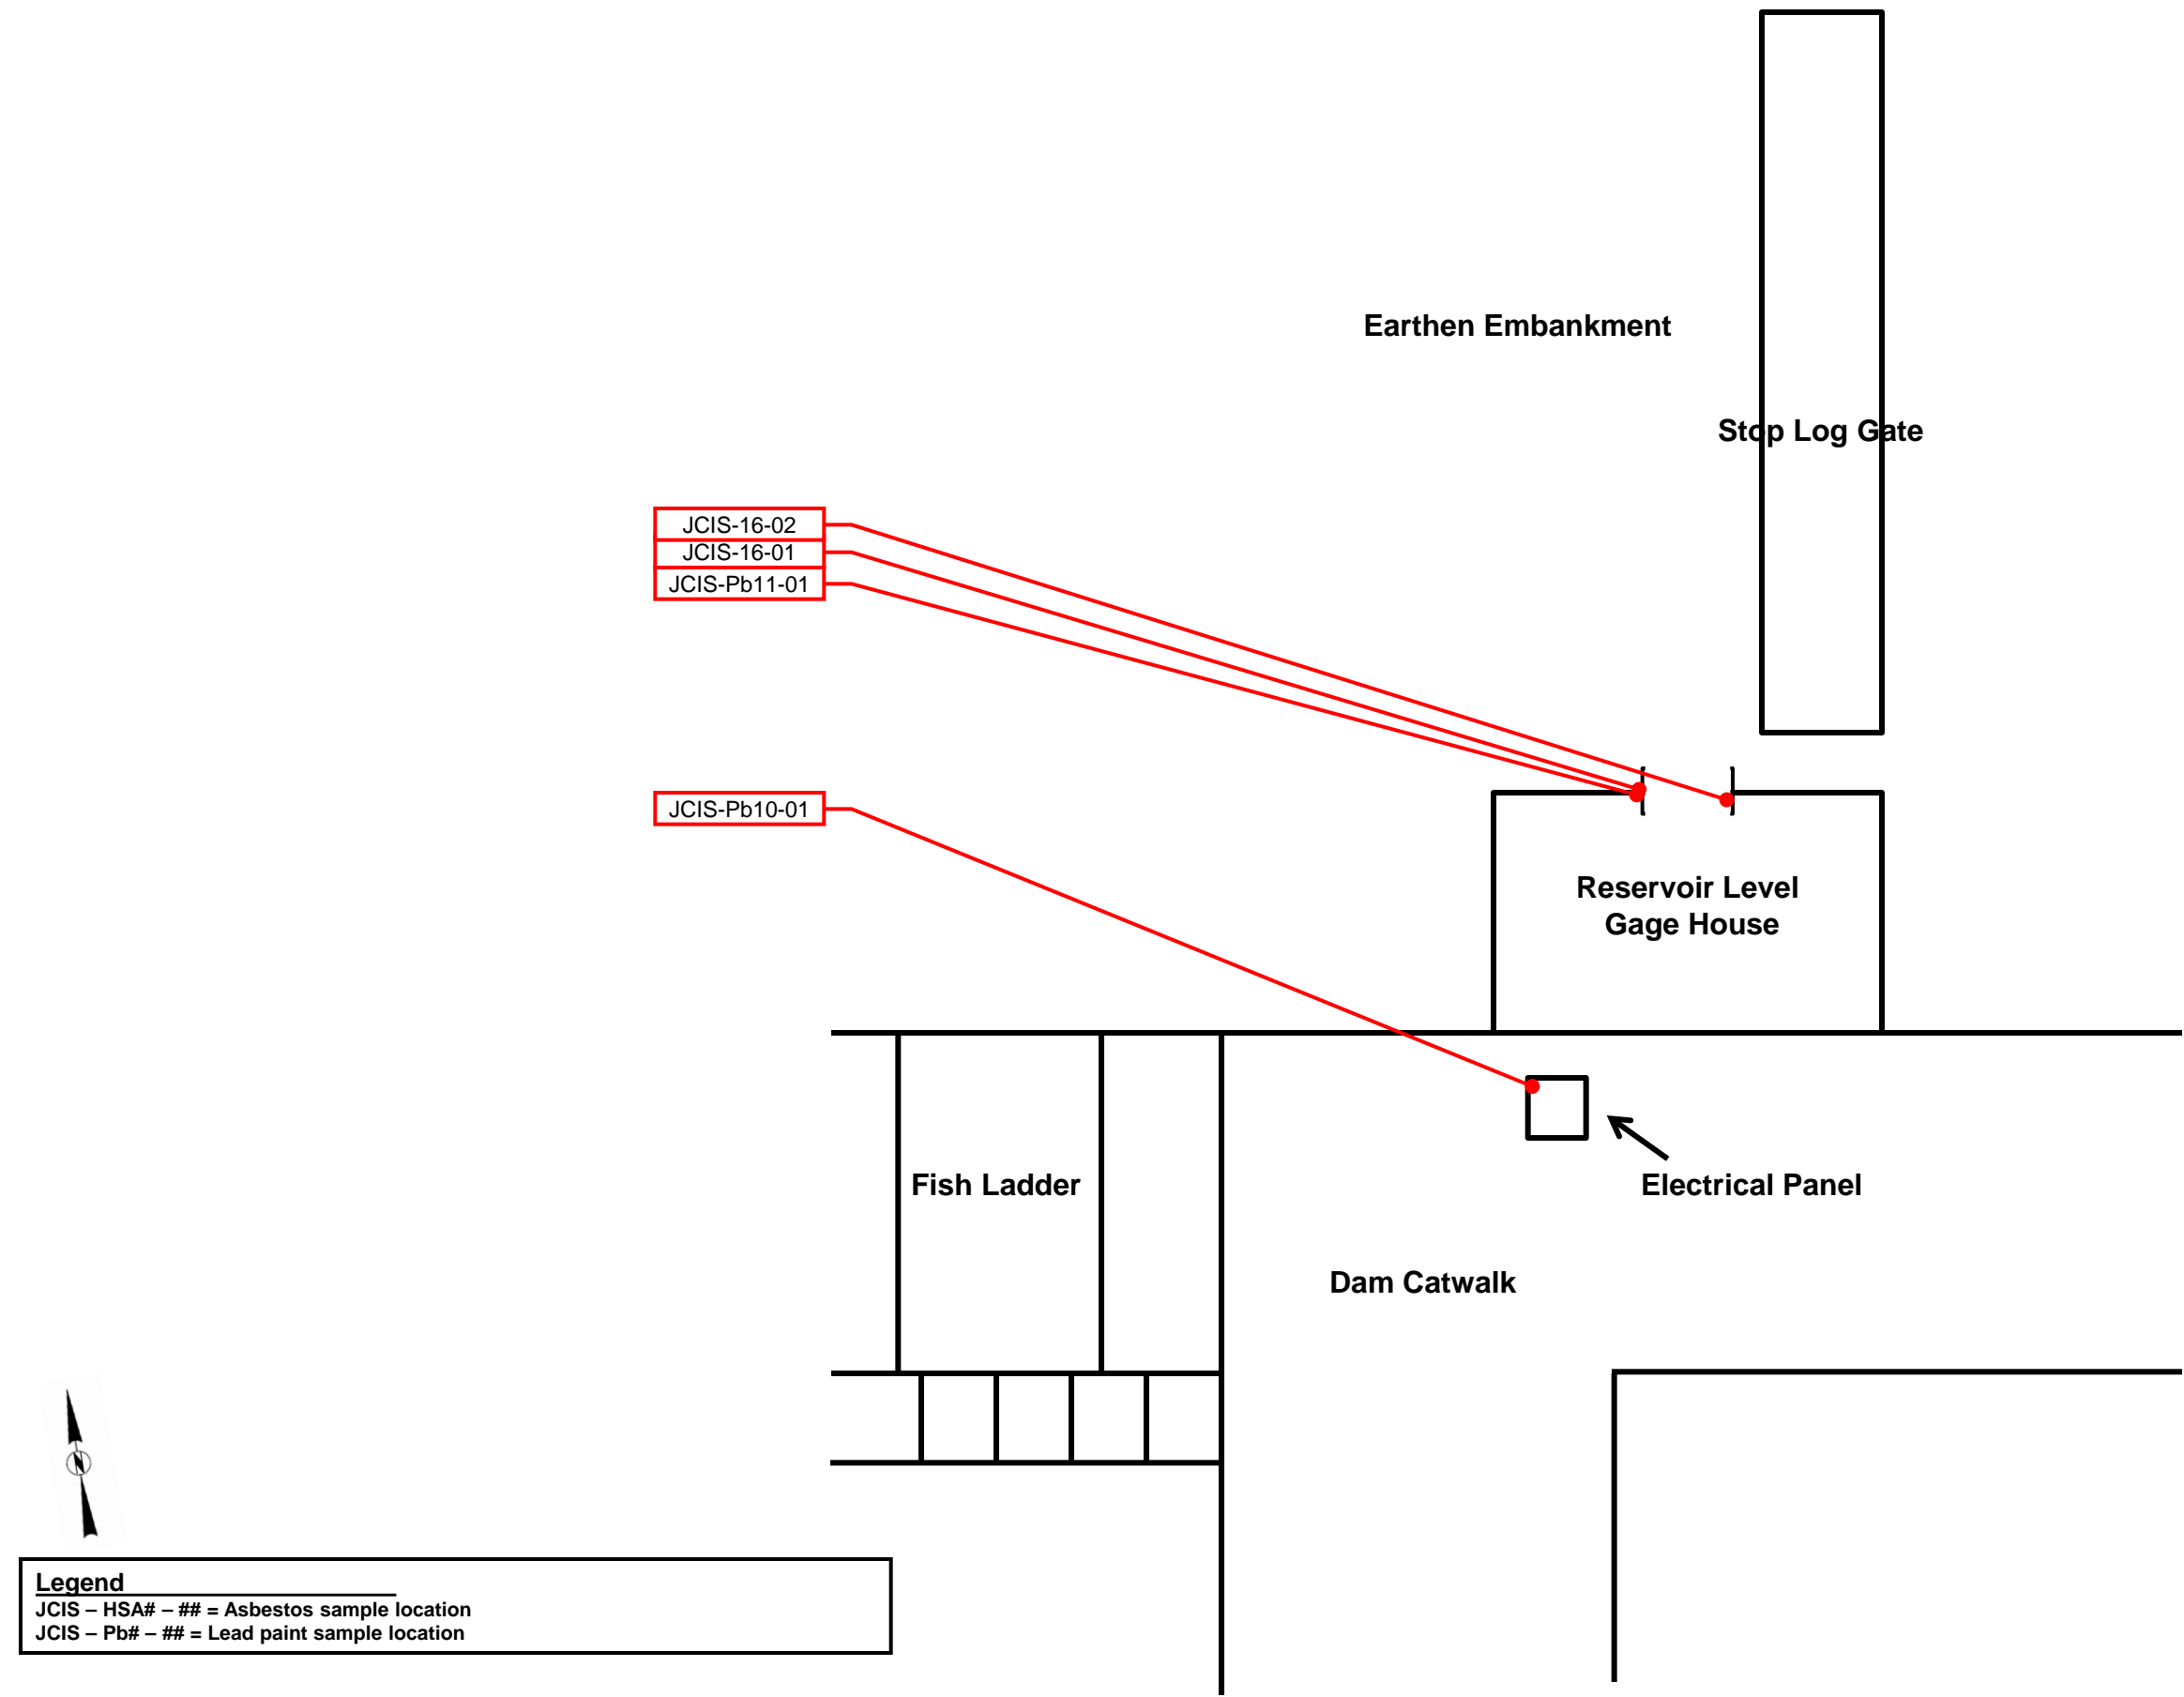 Earthen Embankment
Stop Log Gate
JCIS-16-02
JCIS-16-01
JCIS-Pb11-01
JCIS-Pb10-01
Reservoir Level
Gage House
Fish Ladder
Electrical Panel
Dam Catwalk
N
Legend
JCIS – HSA# – ## = Asbestos sample location
JCIS – Pb# – ## = Lead paint sample location